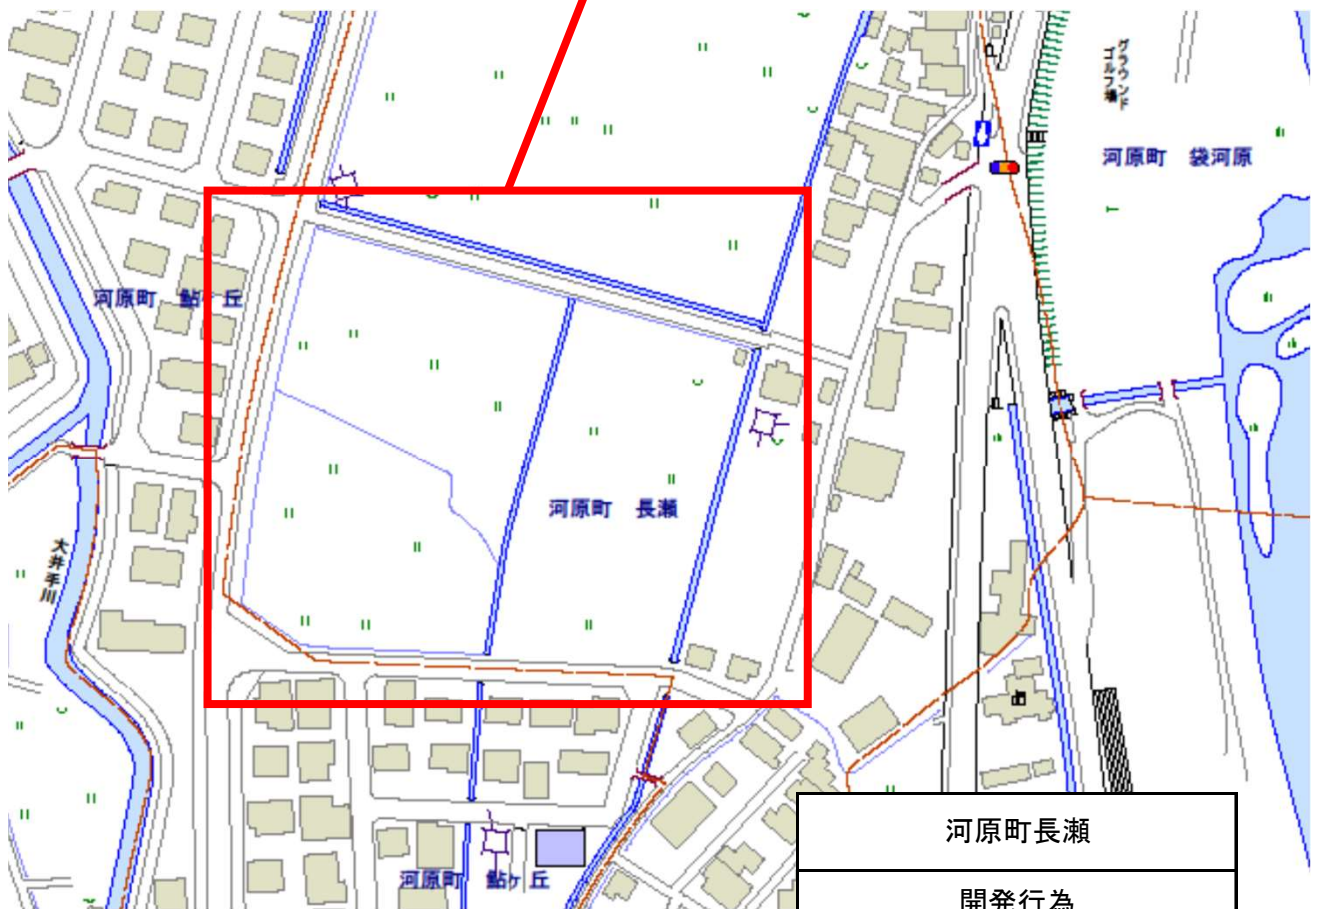 グラウンド
ゴルフ場
河原町 袋河原
河原町 鮎ヶ丘
河原町 長瀬
大井手川
河原町 鮎ヶ丘
河原町長瀬
開発行為